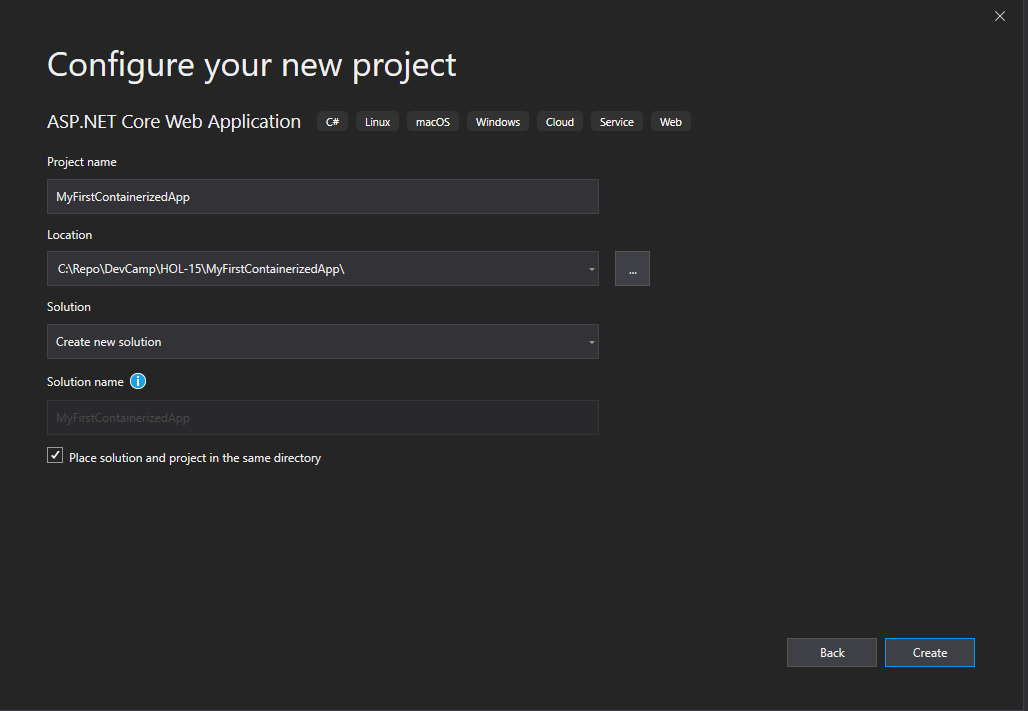 Configure your new project
ASP.NET Core Web Application C# Linux macOS Windows Cloud Service Web
Project name
MyFirstContainerizedApp
Location
C:\Repo\DevCamp\HOL-15\MyFirstContainerizedApp\
...
Solution
Create new solution
Solution name
MyFirstContainerizedApp
Place solution and project in the same directory
Back Create